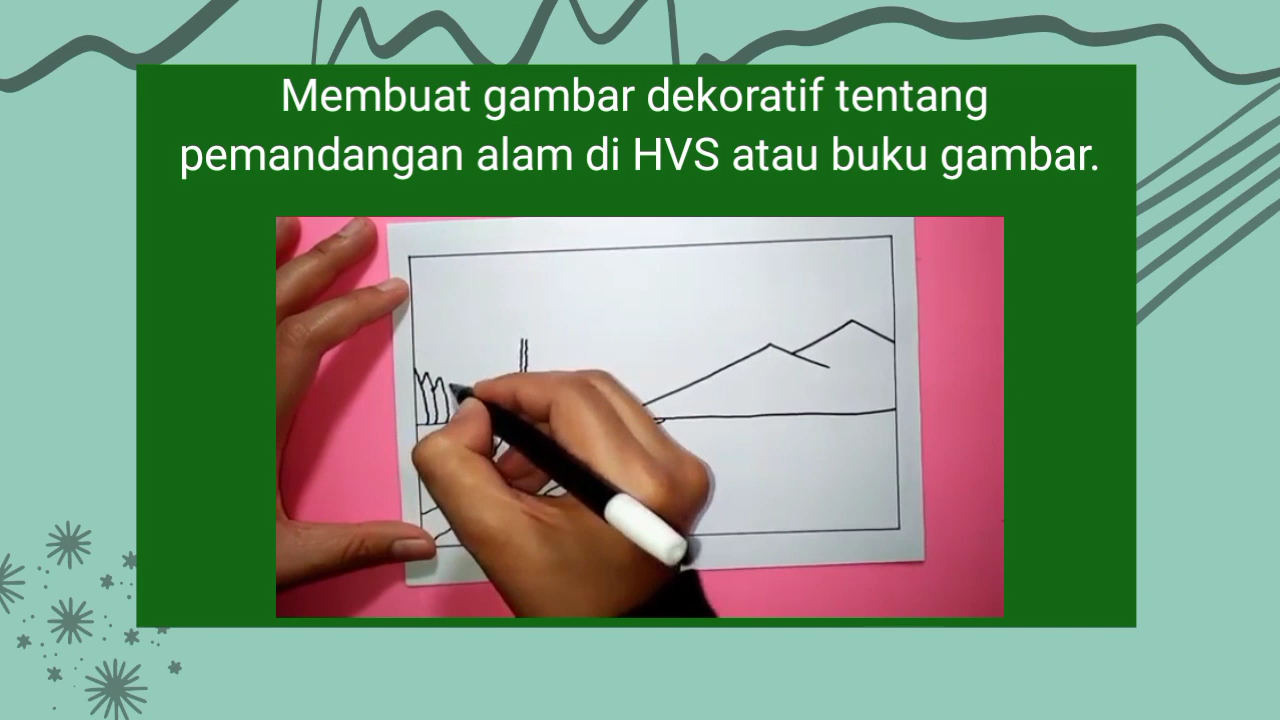 Membuat gambar dekoratif tentang
pemandangan alam di HVS atau buku gambar.